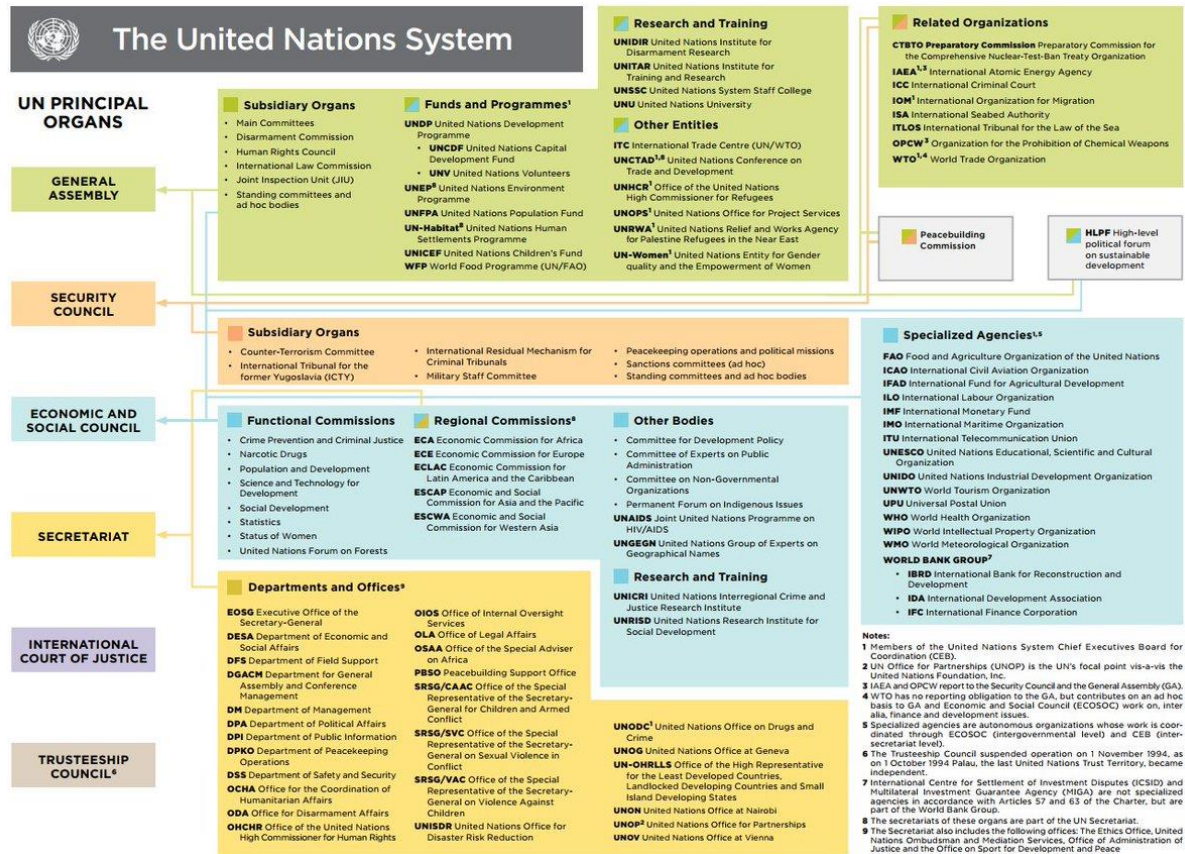 The United Nations System
UN PRINCIPAL
ORGANS
GENERAL
ASSEMBLY
SECURITY
COUNCIL
ECONOMIC AND
SOCIAL COUNCIL
SECRETARIAT
INTERNATIONAL
COURT OF JUSTICE
TRUSTEESHIP
COUNCIL⁶
Subsidiary Organs
• Main Committees
• Disarmament Commission
• Human Rights Council
• International Law Commission
• Joint Inspection Unit (JIU)
• Standing committees and
ad hoc bodies
Funds and Programmes¹
UNDP United Nations Development
Programme
• UNCDF United Nations Capital
Development Fund
• UNV United Nations Volunteers
UNEP⁸ United Nations Environment
Programme
UNFPA United Nations Population Fund
UN-Habitat⁸ United Nations Human
Settlements Programme
UNICEF United Nations Children's Fund
WFP World Food Programme (UN/FAO)
Research and Training
UNIDIR United Nations Institute for
Disarmament Research
UNITAR United Nations Institute for
Training and Research
UNSSC United Nations System Staff College
UNU United Nations University
Other Entities
ITC International Trade Centre (UN/WTO)
UNCTAD¹,⁸ United Nations Conference on
Trade and Development
UNHCR¹ Office of the United Nations
High Commissioner for Refugees
UNOPS¹ United Nations Office for Project Services
UNRWA¹ United Nations Relief and Works Agency
for Palestine Refugees in the Near East
UN-Women¹ United Nations Entity for Gender
quality and the Empowerment of Women
Related Organizations
CTBTO Preparatory Commission Preparatory Commission for
the Comprehensive Nuclear-Test-Ban Treaty Organization
IAEA¹,³ International Atomic Energy Agency
ICC International Criminal Court
IOM¹ International Organization for Migration
ISA International Seabed Authority
ITLOS International Tribunal for the Law of the Sea
OPCW³ Organization for the Prohibition of Chemical Weapons
WTO¹,⁴ World Trade Organization
Peacebuilding
Commission
HLPF High-level
political forum
on sustainable
development
Subsidiary Organs
• Counter-Terrorism Committee
• International Tribunal for the
former Yugoslavia (ICTY)
• International Residual Mechanism for
Criminal Tribunals
• Military Staff Committee
• Peacekeeping operations and political missions
• Sanctions committees (ad hoc)
• Standing committees and ad hoc bodies
Functional Commissions
• Crime Prevention and Criminal Justice
• Narcotic Drugs
• Population and Development
• Science and Technology for
Development
• Social Development
• Statistics
• Status of Women
• United Nations Forum on Forests
Regional Commissions⁸
ECA Economic Commission for Africa
ECE Economic Commission for Europe
ECLAC Economic Commission for
Latin America and the Caribbean
ESCAP Economic and Social
Commission for Asia and the Pacific
ESCWA Economic and Social
Commission for Western Asia
Other Bodies
• Committee for Development Policy
• Committee of Experts on Public
Administration
• Committee on Non-Governmental
Organizations
• Permanent Forum on Indigenous Issues
UNAIDS Joint United Nations Programme on
HIV/AIDS
UNGEGN United Nations Group of Experts on
Geographical Names
Research and Training
UNICRI United Nations Interregional Crime and
Justice Research Institute
UNRISD United Nations Research Institute for
Social Development
Specialized Agencies¹,⁵
FAO Food and Agriculture Organization of the United Nations
ICAO International Civil Aviation Organization
IFAD International Fund for Agricultural Development
ILO International Labour Organization
IMF International Monetary Fund
IMO International Maritime Organization
ITU International Telecommunication Union
UNESCO United Nations Educational, Scientific and Cultural
Organization
UNIDO United Nations Industrial Development Organization
UNWTO World Tourism Organization
UPU Universal Postal Union
WHO World Health Organization
WIPO World Intellectual Property Organization
WMO World Meteorological Organization
WORLD BANK GROUP⁷
• IBRD International Bank for Reconstruction and
Development
• IDA International Development Association
• IFC International Finance Corporation
Departments and Offices⁹
EOSG Executive Office of the
Secretary-General
DESA Department of Economic and
Social Affairs
DFS Department of Field Support
DGACM Department for General
Assembly and Conference
Management
DM Department of Management
DPA Department of Political Affairs
DPI Department of Public Information
DPKO Department of Peacekeeping
Operations
DSS Department of Safety and Security
OCHA Office for the Coordination of
Humanitarian Affairs
ODA Office for Disarmament Affairs
OHCHR Office of the United Nations
High Commissioner for Human Rights
OIOS Office of Internal Oversight
Services
OLA Office of Legal Affairs
OSAA Office of the Special Adviser
on Africa
PBSO Peacebuilding Support Office
SRSG/CAAC Office of the Special
Representative of the Secretary-
General for Children and Armed
Conflict
SRSG/SVC Office of the Special
Representative of the Secretary-
General on Sexual Violence in
Conflict
SRSG/VAC Office of the Special
Representative of the Secretary-
General on Violence Against
Children
UNISDR United Nations Office for
Disaster Risk Reduction
UNODC¹ United Nations Office on Drugs and
Crime
UNOG United Nations Office at Geneva
UN-OHRLLS Office of the High Representative
for the Least Developed Countries,
Landlocked Developing Countries and Small
Island Developing States
UNON United Nations Office at Nairobi
UNOP² United Nations Office for Partnerships
UNOV United Nations Office at Vienna
Notes:
1 Members of the United Nations System Chief Executives Board for
Coordination (CEB).
2 UN Office for Partnerships (UNOP) is the UN's focal point vis-a-vis the
United Nations Foundation, Inc.
3 IAEA and OPCW report to the Security Council and the General Assembly (GA).
4 WTO has no reporting obligation to the GA, but contributes on an ad hoc
basis to GA and Economic and Social Council (ECOSOC) work on, inter
alia, finance and development issues.
5 Specialized agencies are autonomous organizations whose work is coor-
dinated through ECOSOC (intergovernmental level) and CEB (inter-
secretariat level).
6 The Trusteeship Council suspended operation on 1 November 1994, as
on 1 October 1994 Palau, the last United Nations Trust Territory, became
independent.
7 International Centre for Settlement of Investment Disputes (ICSID) and
Multilateral Investment Guarantee Agency (MIGA) are not specialized
agencies in accordance with Articles 57 and 63 of the Charter, but are
part of the World Bank Group.
8 The secretariats of these organs are part of the UN Secretariat.
9 The Secretariat also includes the following offices: The Ethics Office, United
Nations Ombudsman and Mediation Services, Office of Administration of
Justice and the Office on Sport for Development and Peace